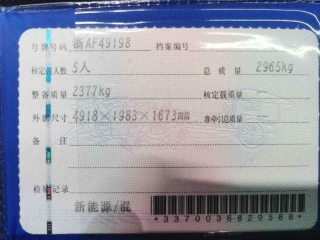 号牌号码 浙AF49198 档案编号
核定载人数 5人 总质量 2965kg
整备质量 2377kg 核定载质量
外廓尺寸 4918×1983×1673mm 准牵引总质量
备注
检验记录
新能源/混
*3370036829568*